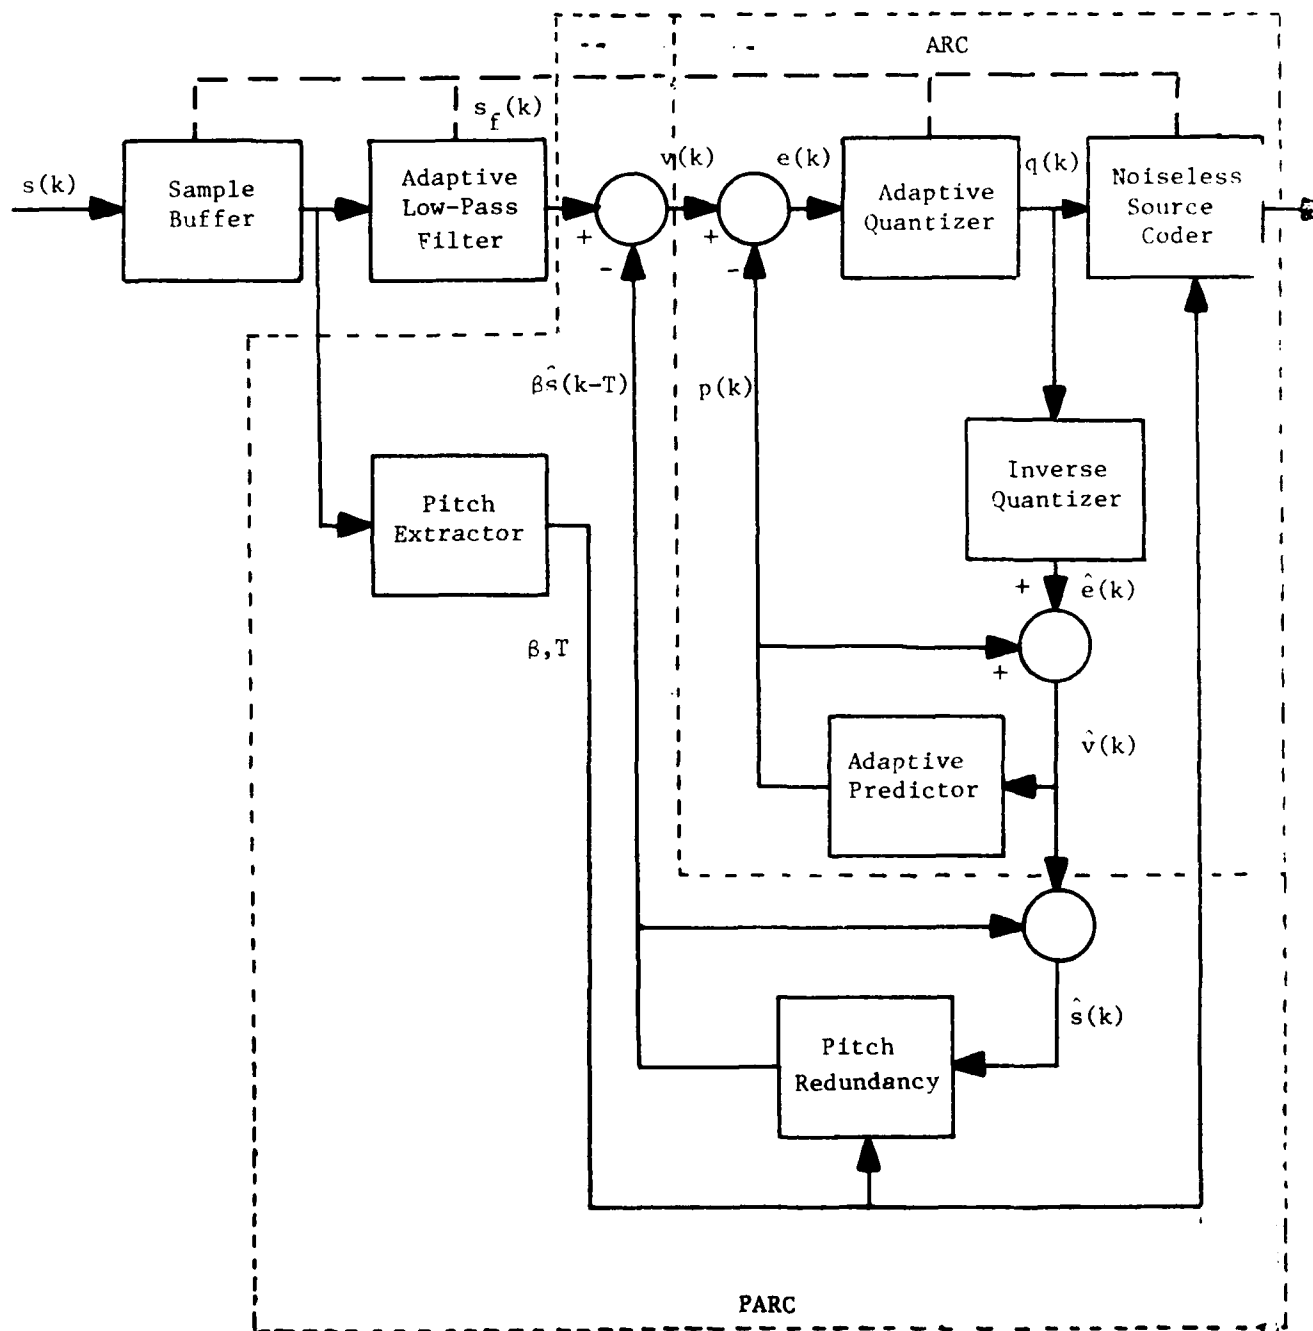 ARC
s_f(k)
s(k)
Sample
Buffer
Adaptive
Low-Pass
Filter
+
-
v(k)
+
-
e(k)
Adaptive
Quantizer
q(k)
Noiseless
Source
Coder
βŝ(k-T)
p(k)
Inverse
Quantizer
Pitch
Extractor
+
ê(k)
β,T
+
v̂(k)
Adaptive
Predictor
ŝ(k)
Pitch
Redundancy
PARC